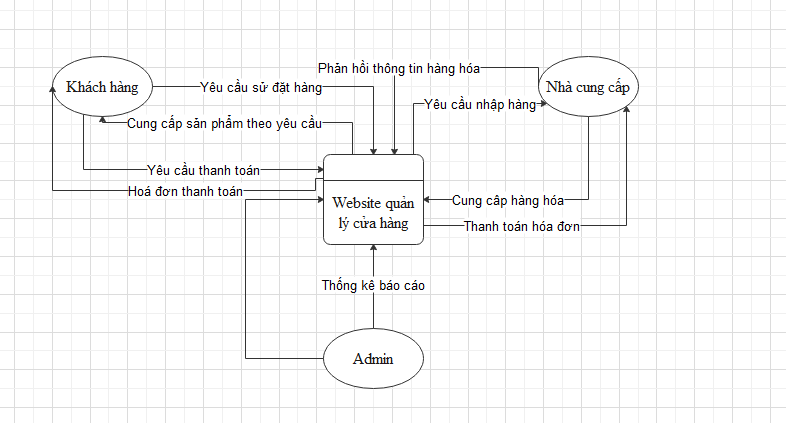 Phản hồi thông tin hàng hóa
Khách hàng
Yêu cầu sử đặt hàng
Nhà cung cấp
Yêu cầu nhập hàng
Cung cấp sản phẩm theo yêu cầu
Yêu cầu thanh toán
Hoá đơn thanh toán
Website quản
lý cửa hàng
Cung câp hàng hóa
Thanh toán hóa đơn
Thống kê báo cáo
Admin